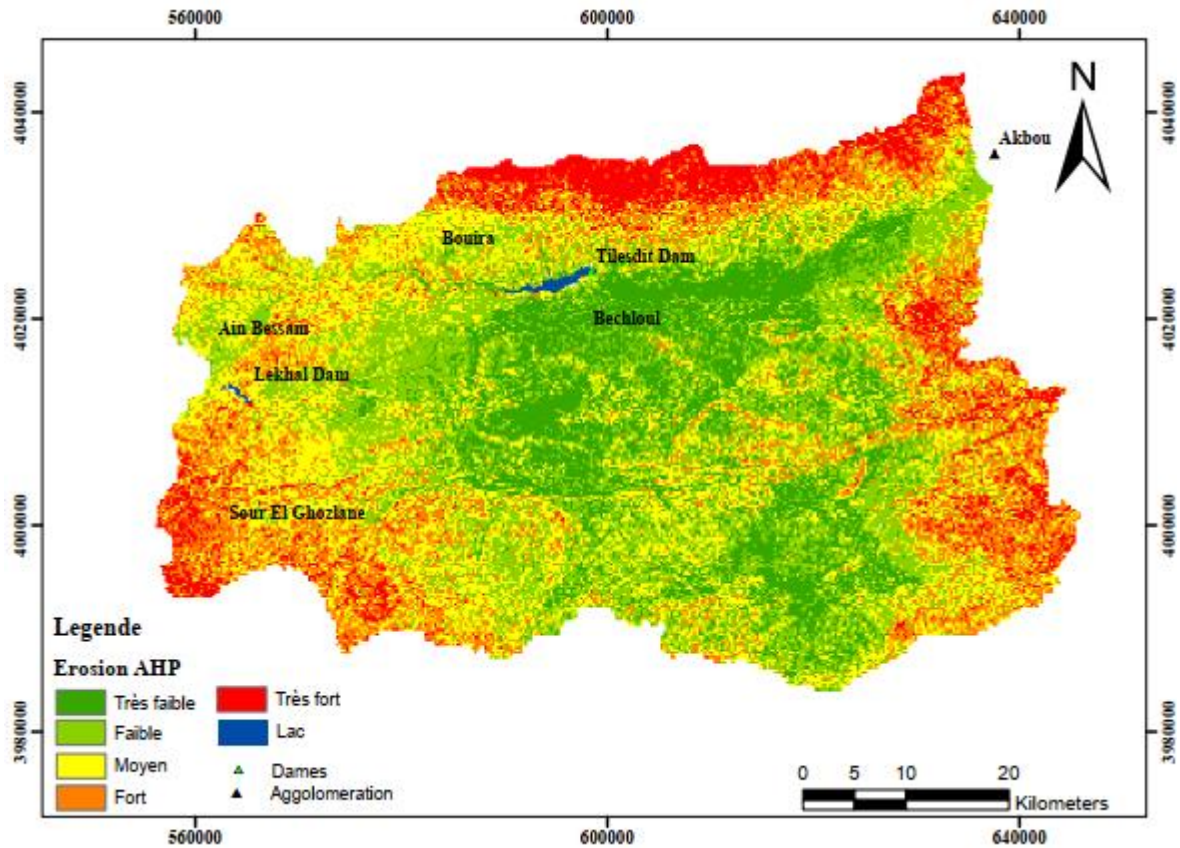 560000 600000 640000
N
4040000 4040000
Akbou
Bouira
Tilesdit Dam
4020000 4020000
Bechloul
Ain Bessam
Lekhal Dam
Sour El Ghozlane
4000000 4000000
Legende
Erosion AHP
Très faible Très fort
Faible Lac
Moyen Dames
Fort Aggolomeration
3980000 3980000
0 5 10 20
Kilometers
560000 600000 640000